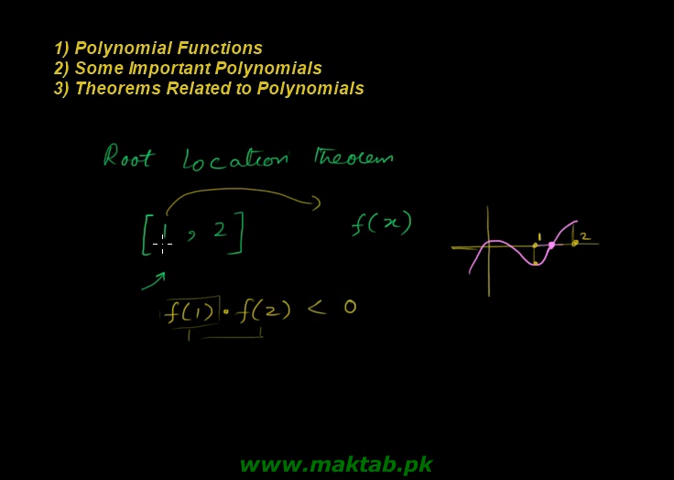 1) Polynomial Functions
2) Some Important Polynomials
3) Theorems Related to Polynomials
Root Location Theorem
[1, 2] f(x)
1 2
f(1) · f(2) < 0
www.maktab.pk